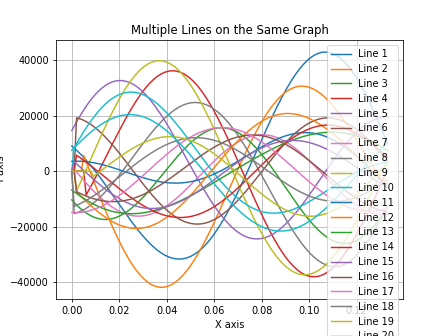 Multiple Lines on the Same Graph
40000
20000
0
−20000
−40000
0.00
0.02
0.04
0.06
0.08
0.10
X axis
axis
Line 1
Line 2
Line 3
Line 4
Line 5
Line 6
Line 7
Line 8
Line 9
Line 10
Line 11
Line 12
Line 13
Line 14
Line 15
Line 16
Line 17
Line 18
Line 19
Line 20